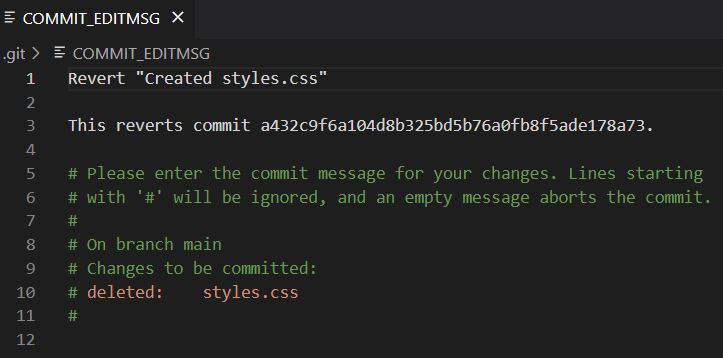 COMMIT_EDITMSG ×
.git > COMMIT_EDITMSG
1 Revert "Created styles.css"
2
3 This reverts commit a432c9f6a104d8b325bd5b76a0fb8f5ade178a73.
4
5 # Please enter the commit message for your changes. Lines starting
6 # with '#' will be ignored, and an empty message aborts the commit.
7 #
8 # On branch main
9 # Changes to be committed:
10 # deleted:    styles.css
11 #
12